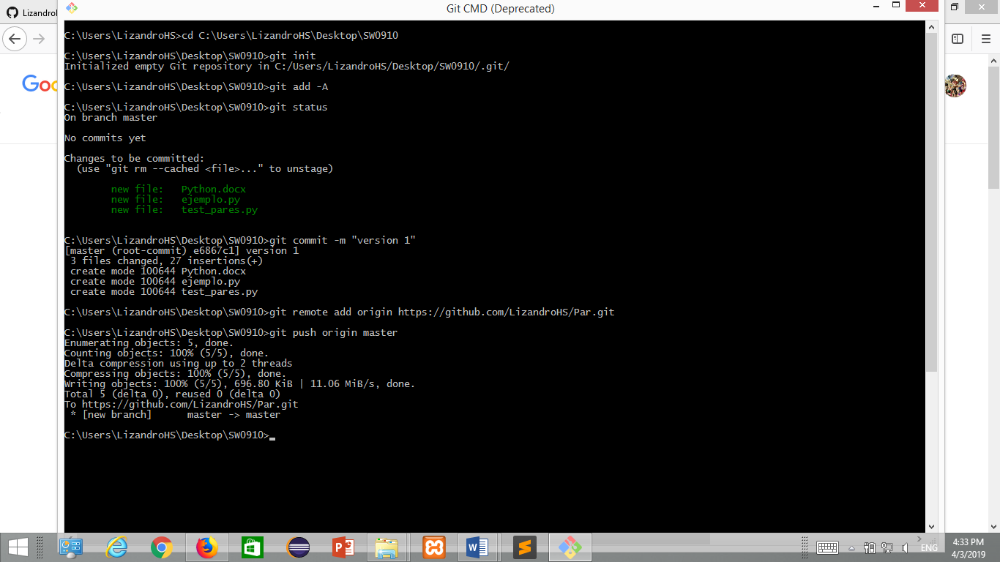 Lizandrol
Git CMD (Deprecated)
Goo
C:\Users\LizandroHS>cd C:\Users\LizandroHS\Desktop\SW0910
C:\Users\LizandroHS\Desktop\SW0910>git init
Initialized empty Git repository in C:/Users/LizandroHS/Desktop/SW0910/.git/
C:\Users\LizandroHS\Desktop\SW0910>git add -A
C:\Users\LizandroHS\Desktop\SW0910>git status
On branch master
No commits yet
Changes to be committed:
(use "git rm --cached <file>..." to unstage)
new file: Python.docx
new file: ejemplo.py
new file: test_pares.py
C:\Users\LizandroHS\Desktop\SW0910>git commit -m "version 1"
[master (root-commit) e6867c1] version 1
3 files changed, 27 insertions(+)
create mode 100644 Python.docx
create mode 100644 ejemplo.py
create mode 100644 test_pares.py
C:\Users\LizandroHS\Desktop\SW0910>git remote add origin https://github.com/LizandroHS/Par.git
C:\Users\LizandroHS\Desktop\SW0910>git push origin master
Enumerating objects: 5, done.
Counting objects: 100% (5/5), done.
Delta compression using up to 2 threads
Compressing objects: 100% (5/5), done.
Writing objects: 100% (5/5), 696.80 KiB | 11.06 MiB/s, done.
Total 5 (delta 0), reused 0 (delta 0)
To https://github.com/LizandroHS/Par.git
* [new branch] master -> master
C:\Users\LizandroHS\Desktop\SW0910>
ENG
4:33 PM
4/3/2019